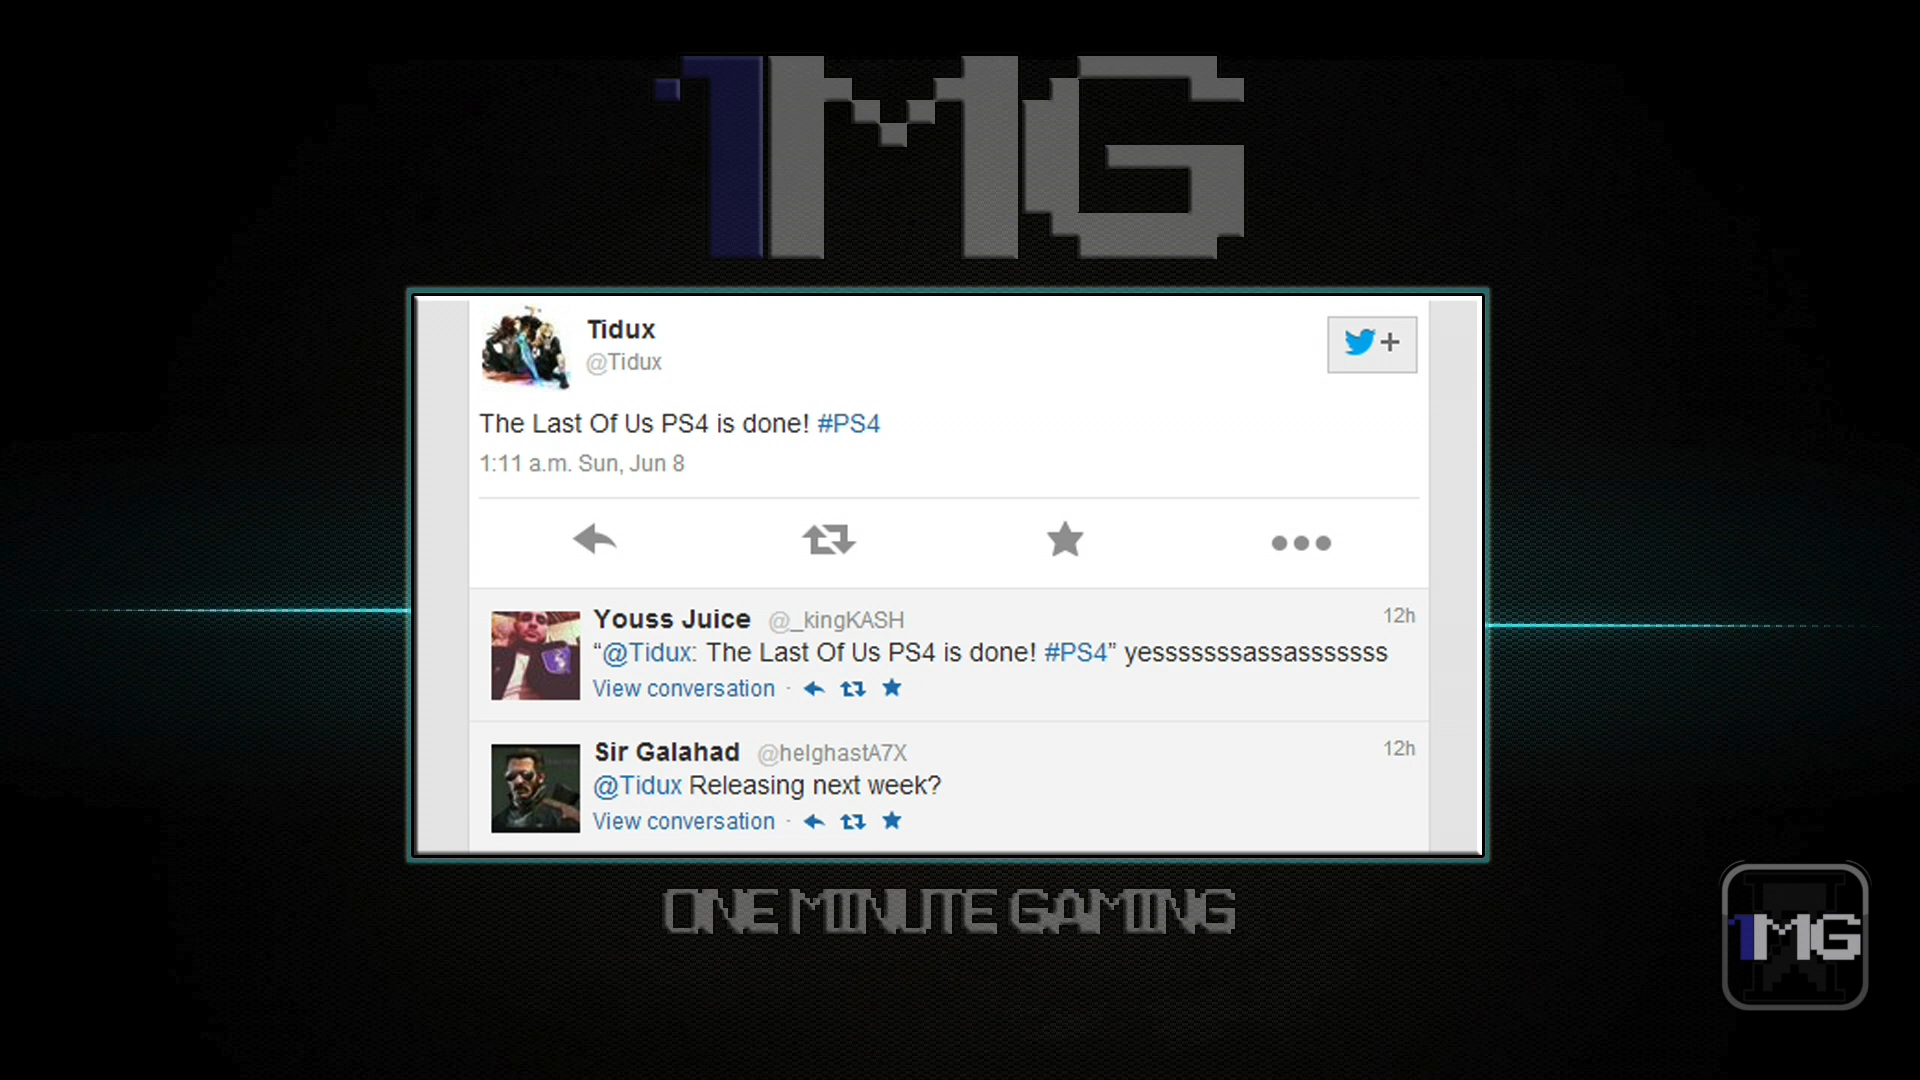 1MG
Tidux
@Tidux
The Last Of Us PS4 is done! #PS4
1:11 a.m. Sun, Jun 8
Youss Juice @_kingKASH 12h
“@Tidux: The Last Of Us PS4 is done! #PS4” yesssssssassasssssss
View conversation ·
Sir Galahad @helghastA7X 12h
@Tidux Releasing next week?
View conversation ·
ONE MINUTE GAMING
1MG